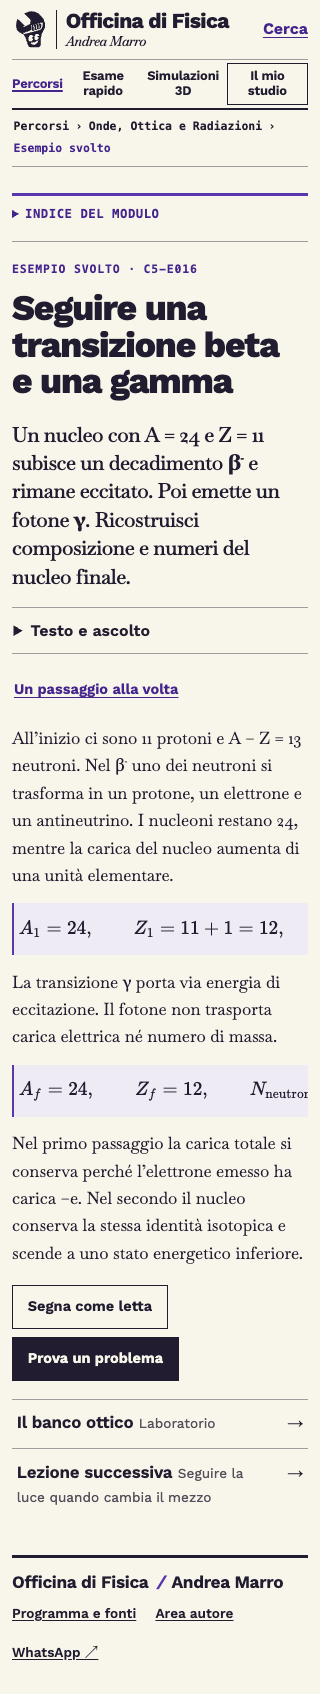 Officina di Fisica
Andrea Marro
Cerca
Percorsi
Esame rapido
Simulazioni 3D
Il mio studio
Percorsi › Onde, Ottica e Radiazioni ›
Esempio svolto
▶ INDICE DEL MODULO
ESEMPIO SVOLTO · C5–E016
Seguire una
transizione beta
e una gamma
Un nucleo con A = 24 e Z = 11
subisce un decadimento β⁻ e
rimane eccitato. Poi emette un
fotone γ. Ricostruisci
composizione e numeri del
nucleo finale.
▶ Testo e ascolto
Un passaggio alla volta
All’inizio ci sono 11 protoni e A − Z = 13
neutroni. Nel β⁻ uno dei neutroni si
trasforma in un protone, un elettrone e
un antineutrino. I nucleoni restano 24,
mentre la carica del nucleo aumenta di
una unità elementare.
A₁ = 24, Z₁ = 11 + 1 = 12,
La transizione γ porta via energia di
eccitazione. Il fotone non trasporta
carica elettrica né numero di massa.
A_f = 24, Z_f = 12, N_neutron
Nel primo passaggio la carica totale si
conserva perché l’elettrone emesso ha
carica −e. Nel secondo il nucleo
conserva la stessa identità isotopica e
scende a uno stato energetico inferiore.
Segna come letta
Prova un problema
Il banco ottico Laboratorio →
Lezione successiva Seguire la →
luce quando cambia il mezzo
Officina di Fisica / Andrea Marro
Programma e fonti Area autore
WhatsApp ↗